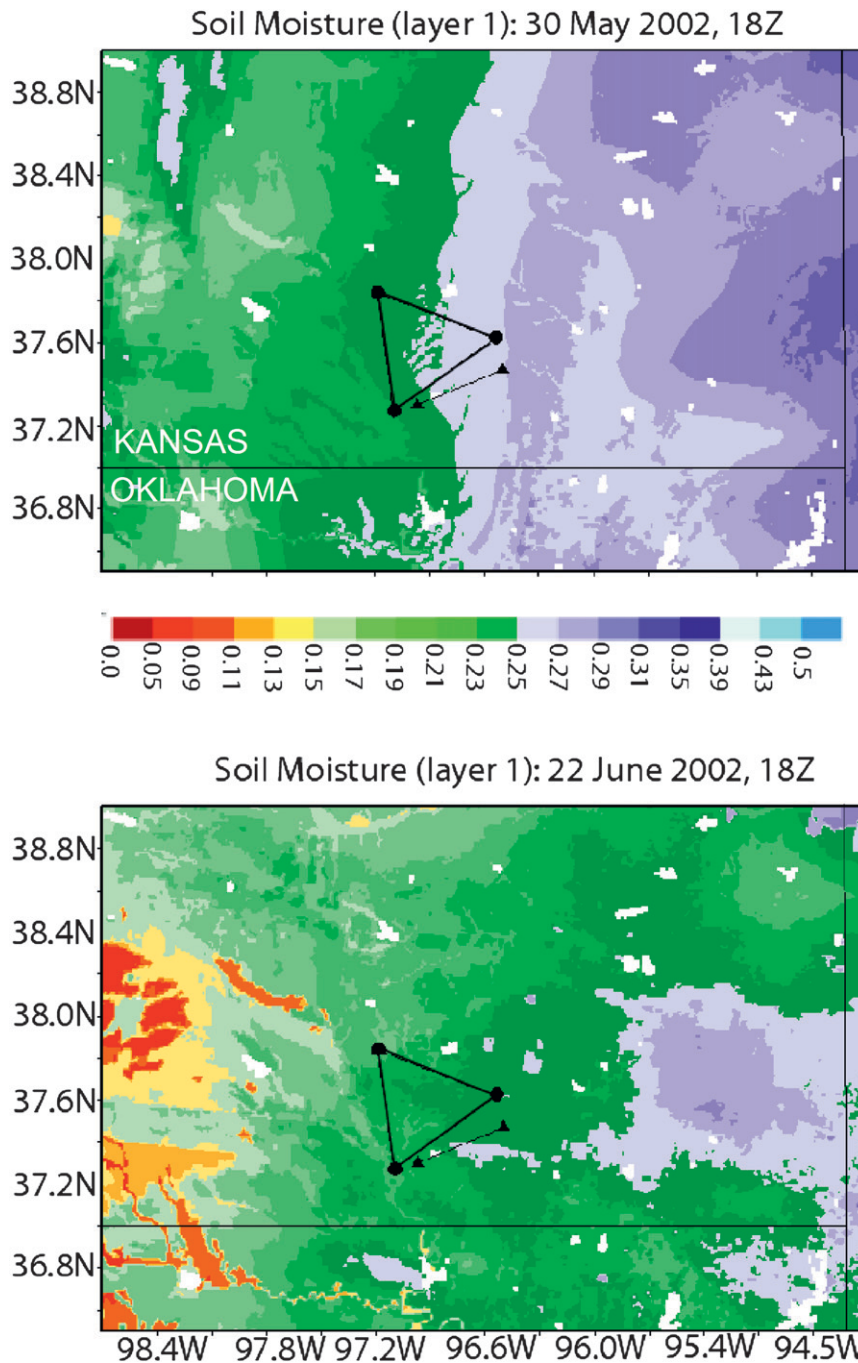 Soil Moisture (layer 1): 30 May 2002, 18Z
38.8N
38.4N
38.0N
37.6N
37.2N
36.8N
KANSAS
OKLAHOMA
0.0 0.05 0.09 0.11 0.13 0.15 0.17 0.19 0.21 0.23 0.25 0.27 0.29 0.31 0.35 0.39 0.43 0.5
Soil Moisture (layer 1): 22 June 2002, 18Z
38.8N
38.4N
38.0N
37.6N
37.2N
36.8N
98.4W 97.8W 97.2W 96.6W 96.0W 95.4W 94.5W